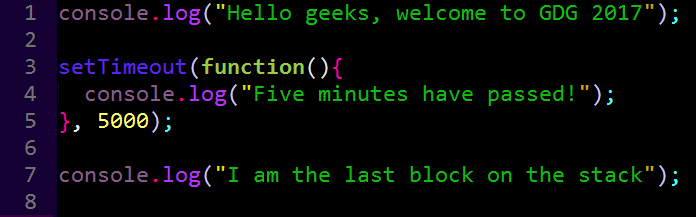 1 console.log("Hello geeks, welcome to GDG 2017");
2
3 setTimeout(function(){
4   console.log("Five minutes have passed!");
5 }, 5000);
6
7 console.log("I am the last block on the stack");
8